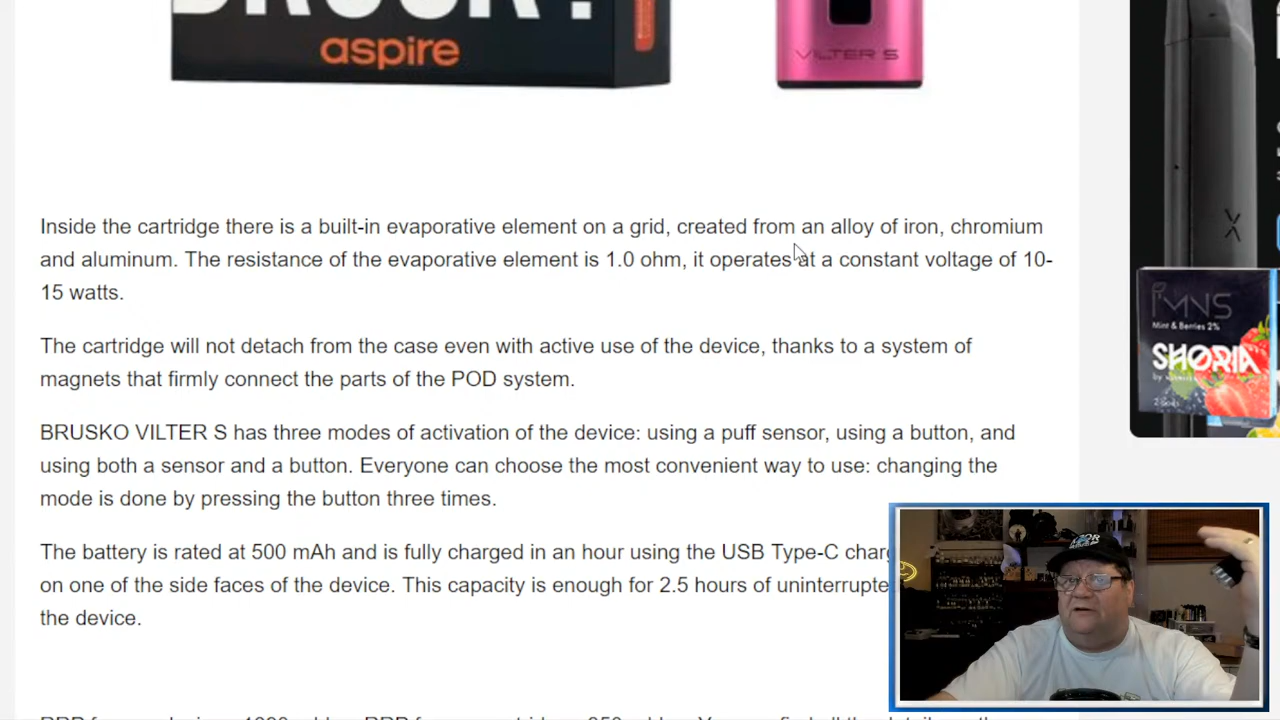 aspire
VILTER S
Inside the cartridge there is a built-in evaporative element on a grid, created from an alloy of iron, chromium
and aluminum. The resistance of the evaporative element is 1.0 ohm, it operates at a constant voltage of 10-
15 watts.
The cartridge will not detach from the case even with active use of the device, thanks to a system of
magnets that firmly connect the parts of the POD system.
BRUSKO VILTER S has three modes of activation of the device: using a puff sensor, using a button, and
using both a sensor and a button. Everyone can choose the most convenient way to use: changing the
mode is done by pressing the button three times.
The battery is rated at 500 mAh and is fully charged in an hour using the USB Type-C
on one of the side faces of the device. This capacity is enough for 2.5 hours of
the device.
Mint & Berries 2%
SHORIA